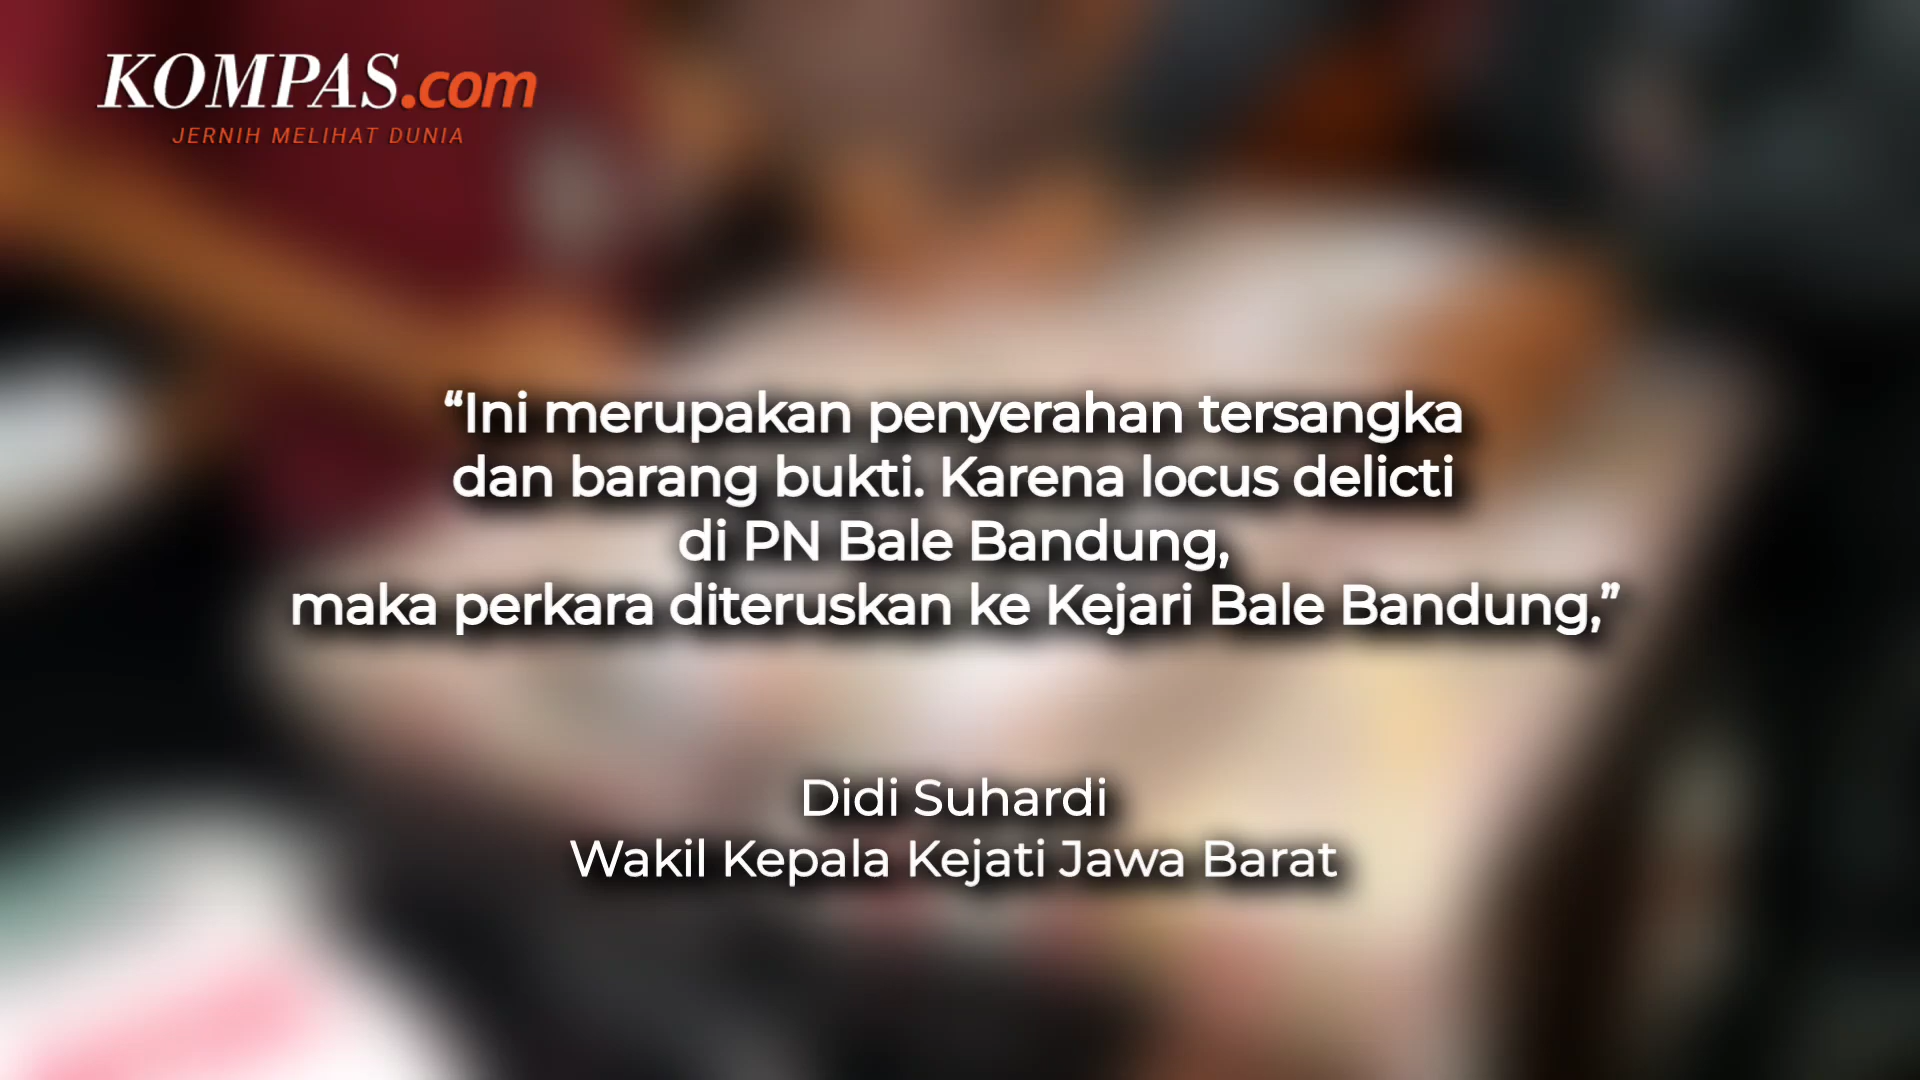 KOMPAS.com
JERNIH MELIHAT DUNIA
“Ini merupakan penyerahan tersangka
dan barang bukti. Karena locus delicti
di PN Bale Bandung,
maka perkara diteruskan ke Kejari Bale Bandung,”
Didi Suhardi
Wakil Kepala Kejati Jawa Barat